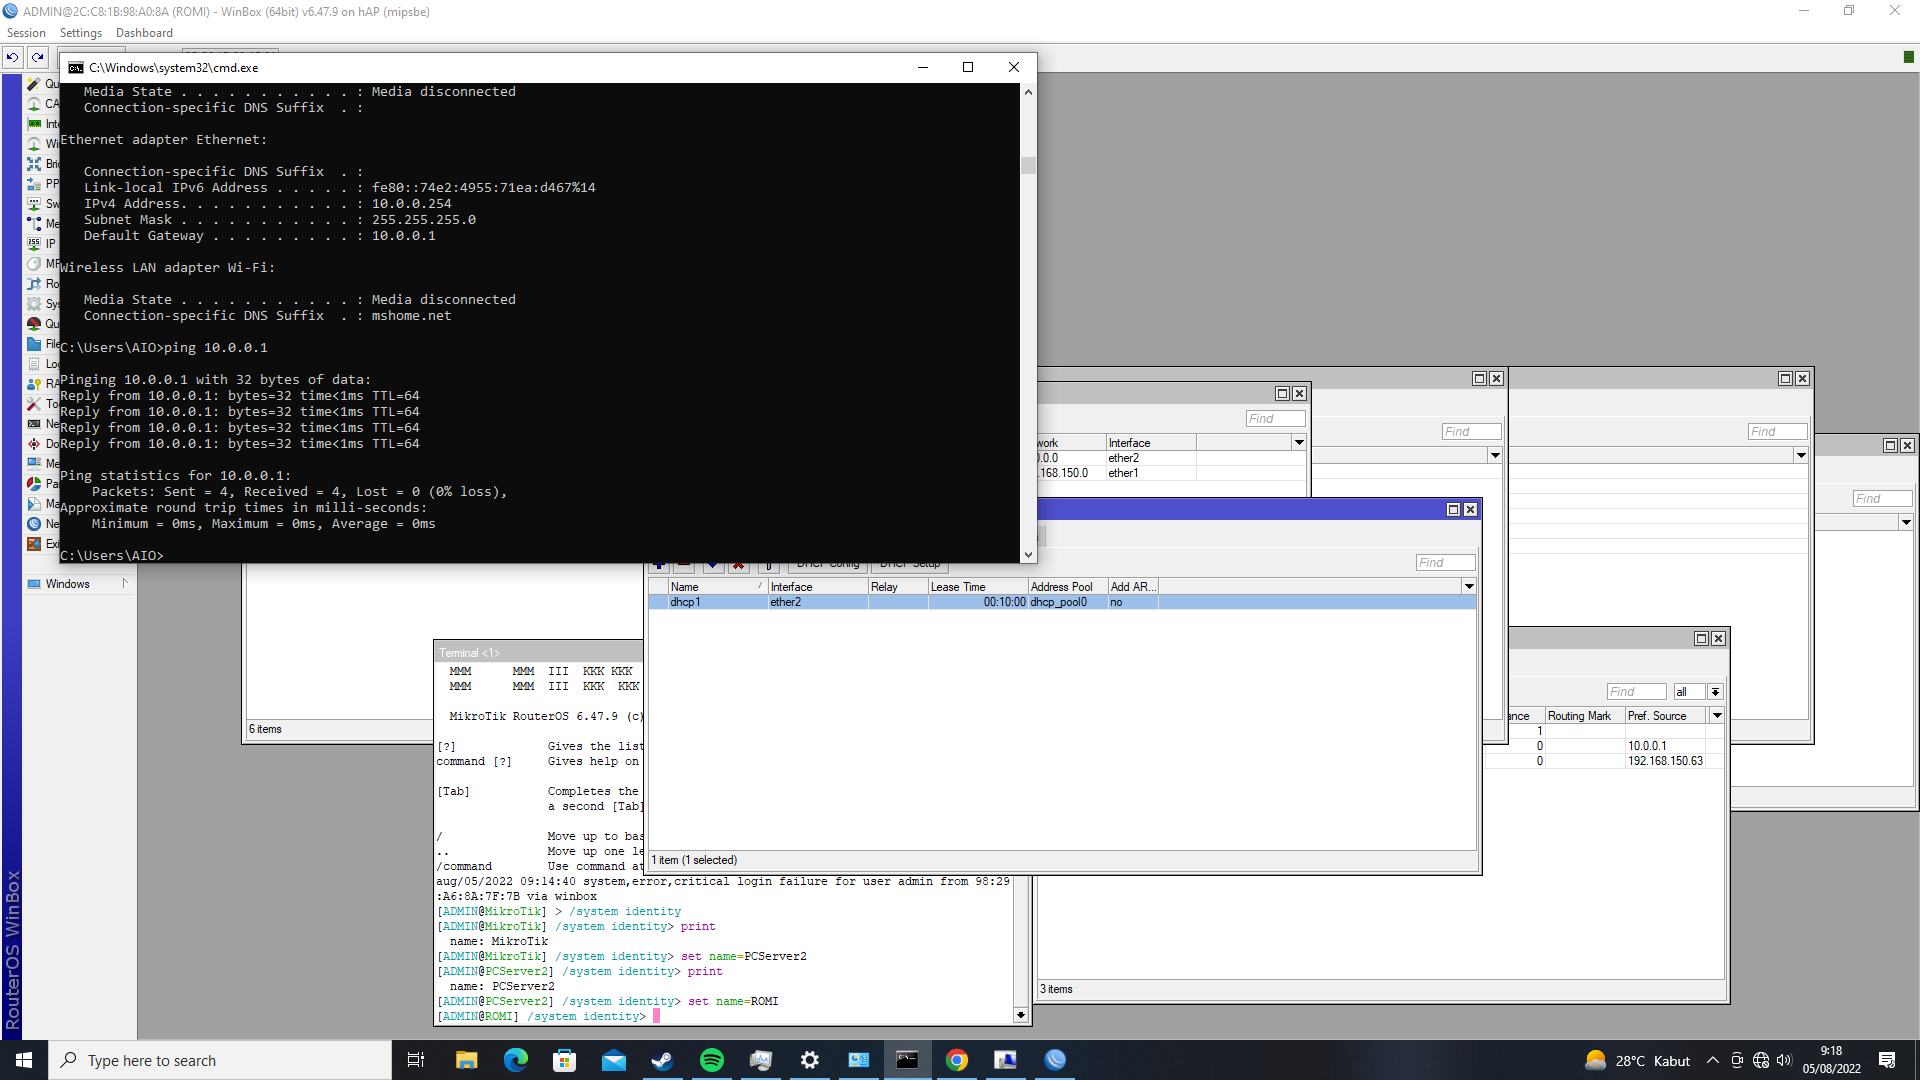 ADMIN@2C:C8:1B:98:A0:8A (ROMI) - WinBox (64bit) v6.47.9 on hAP (mipsbe)
Session Settings Dashboard
C:\Windows\system32\cmd.exe
Media State . . . . . . . . . . . : Media disconnected
Connection-specific DNS Suffix  . :
Ethernet adapter Ethernet:
Connection-specific DNS Suffix  . :
Link-local IPv6 Address . . . . . : fe80::74e2:4955:71ea:d467%14
IPv4 Address. . . . . . . . . . . : 10.0.0.254
Subnet Mask . . . . . . . . . . . : 255.255.255.0
Default Gateway . . . . . . . . . : 10.0.0.1
Wireless LAN adapter Wi-Fi:
Media State . . . . . . . . . . . : Media disconnected
Connection-specific DNS Suffix  . : mshome.net
C:\Users\AIO>ping 10.0.0.1
Pinging 10.0.0.1 with 32 bytes of data:
Reply from 10.0.0.1: bytes=32 time<1ms TTL=64
Reply from 10.0.0.1: bytes=32 time<1ms TTL=64
Reply from 10.0.0.1: bytes=32 time<1ms TTL=64
Reply from 10.0.0.1: bytes=32 time<1ms TTL=64
Ping statistics for 10.0.0.1:
Packets: Sent = 4, Received = 4, Lost = 0 (0% loss),
Approximate round trip times in milli-seconds:
Minimum = 0ms, Maximum = 0ms, Average = 0ms
C:\Users\AIO>
Qu
CA
Inte
Wi
Bri
PP
Sw
Me
IP
MP
Ro
Sys
Qu
File
Log
RA
To
Ne
Do
Me
Par
Ma
Ne
Exi
Windows
RouterOS WinBox
Find
work Interface
0.0.0 ether2
.168.150.0 ether1
Find
Find
Find
DHCP Config DHCP Setup
Find
Name Interface Relay Lease Time Address Pool Add AR...
dhcp1 ether2 00:10:00 dhcp_pool0 no
1 item (1 selected)
6 items
Find all
ance Routing Mark Pref. Source
1
0 10.0.0.1
0 192.168.150.63
3 items
Terminal <1>
MMM      MMM  III  KKK KKK
MMM      MMM  III  KKK  KKK
MikroTik RouterOS 6.47.9 (c)
[?] Gives the list
command [?] Gives help on
[Tab] Completes the
a second [Tab]
/ Move up to bas
.. Move up one le
/command Use command at
aug/05/2022 09:14:40 system,error,critical login failure for user admin from 98:29
:A6:8A:7F:7B via winbox
[ADMIN@MikroTik] > /system identity
[ADMIN@MikroTik] /system identity> print
name: MikroTik
[ADMIN@MikroTik] /system identity> set name=PCServer2
[ADMIN@PCServer2] /system identity> print
name: PCServer2
[ADMIN@PCServer2] /system identity> set name=ROMI
[ADMIN@ROMI] /system identity>
Type here to search
28°C Kabut
9:18
05/08/2022